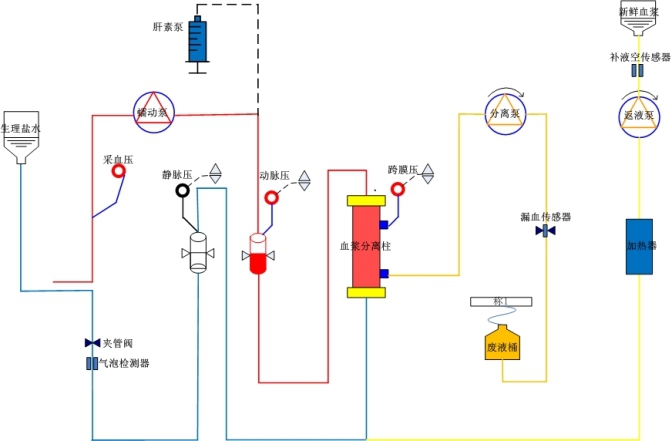 新鲜血浆
肝素泵
补液空传感器
生理盐水
蠕动泵
分离泵
返液泵
采血压
静脉压
动脉压
跨膜压
漏血传感器
血浆分离柱
加热器
称1
夹管阀
废液桶
气泡检测器